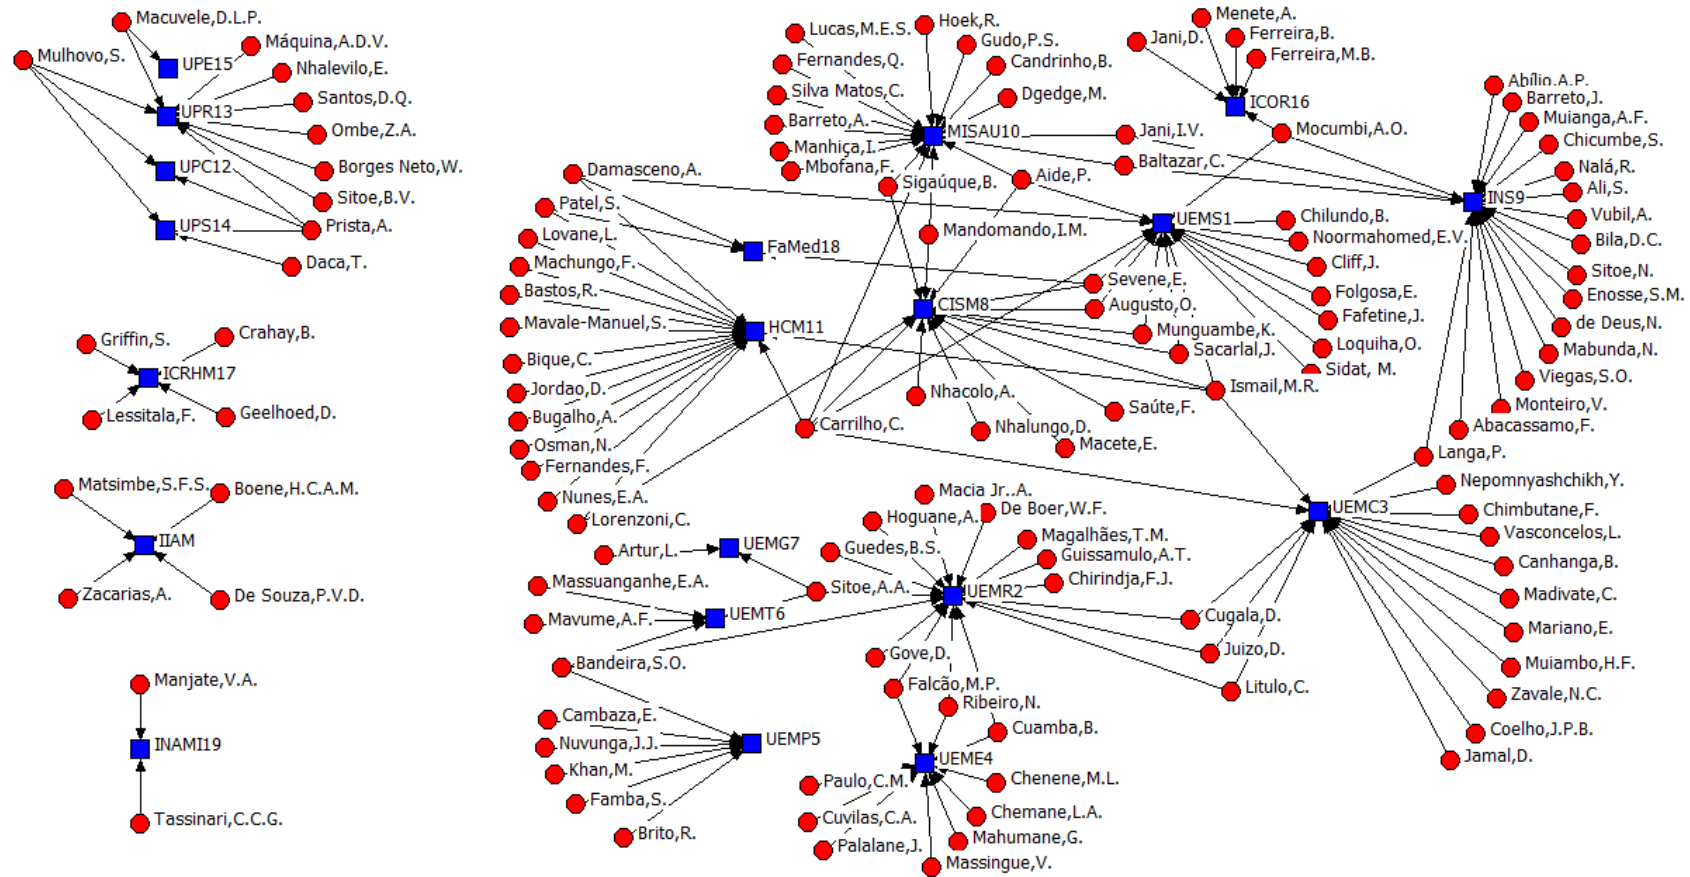 Macuvele,D.L.P.
Mulhovo,S.
Máquina,A.D.V.
UPE15
Nhalevilo,E.
Santos,D.Q.
UPR13
Ombe,Z.A.
UPC12
Borges Neto,W.
Sitoe,B.V.
UPS14
Prista,A.
Daca,T.
Griffin,S.
Crahay,B.
ICRHM17
Lessitala,F.
Geelhoed,D.
Matsimbe,S.F.S.
Boene,H.C.A.M.
IIAM
Zacarias,A.
De Souza,P.V.D.
Manjate,V.A.
INAMI19
Tassinari,C.C.G.
Lucas,M.E.S.
Hoek,R.
Gudo,P.S.
Fernandes,Q.
Candrinho,B.
Silva Matos,C.
Dgedge,M.
Barreto,A.
MISAU10
Manhiça,I.
Mbofana,F.
Jani,I.V.
Baltazar,C.
Sigaúque,B.
Aide,P.
Menete,A.
Jani,D.
Ferreira,B.
Ferreira,M.B.
ICOR16
Mocumbi,A.O.
Abílio,A.P.
Barreto,J.
Muianga,A.F.
Chicumbe,S.
Nalá,R.
Ali,S.
INS9
Vubil,A.
Bila,D.C.
Sitoe,N.
Enosse,S.M.
de Deus,N.
Mabunda,N.
Viegas,S.O.
Monteiro,V.
Abacassamo,F.
Langa,P.
Damasceno,A.
Patel,S.
Lovane,L.
Machungo,F.
Bastos,R.
Mavale-Manuel,S.
Bique,C.
Jordao,D.
Bugalho,A.
Osman,N.
Fernandes,F.
Nunes,E.A.
Lorenzoni,C.
FaMed18
HCM11
Mandomando,I.M.
CISM8
UEMS1
Chilundo,B.
Noormahomed,E.V.
Cliff,J.
Folgosa,E.
Fafetine,J.
Loquiha,O.
Sidat, M.
Sevene,E.
Augusto,O.
Munguambe,K.
Sacarlal,J.
Ismail,M.R.
Nhacolo,A.
Saúte,F.
Nhalungo,D.
Macete,E.
Carrilho,C.
Nepomnyashchikh,Y.
UEMC3
Chimbutane,F.
Vasconcelos,L.
Canhanga,B.
Madivate,C.
Mariano,E.
Muiambo,H.F.
Zavale,N.C.
Coelho,J.P.B.
Jamal,D.
Macia Jr..A.
De Boer,W.F.
Hoguane,A.
Magalhães,T.M.
Guedes,B.S.
Guissamulo,A.T.
Chirindja,F.J.
UEMR2
Artur,L.
UEMG7
Massuanganhe,E.A.
Sitoe,A.A.
Mavume,A.F.
UEMT6
Bandeira,S.O.
Cugala,D.
Juizo,D.
Litulo,C.
Gove,D.
Falcão,M.P.
Ribeiro,N.
Cuamba,B.
Cambaza,E.
Nuvunga,J.J.
UEMP5
Khan,M.
Famba,S.
Brito,R.
UEME4
Paulo,C.M.
Chenene,M.L.
Cuvilas,C.A.
Chemane,L.A.
Palalane,J.
Mahumane,G.
Massingue,V.